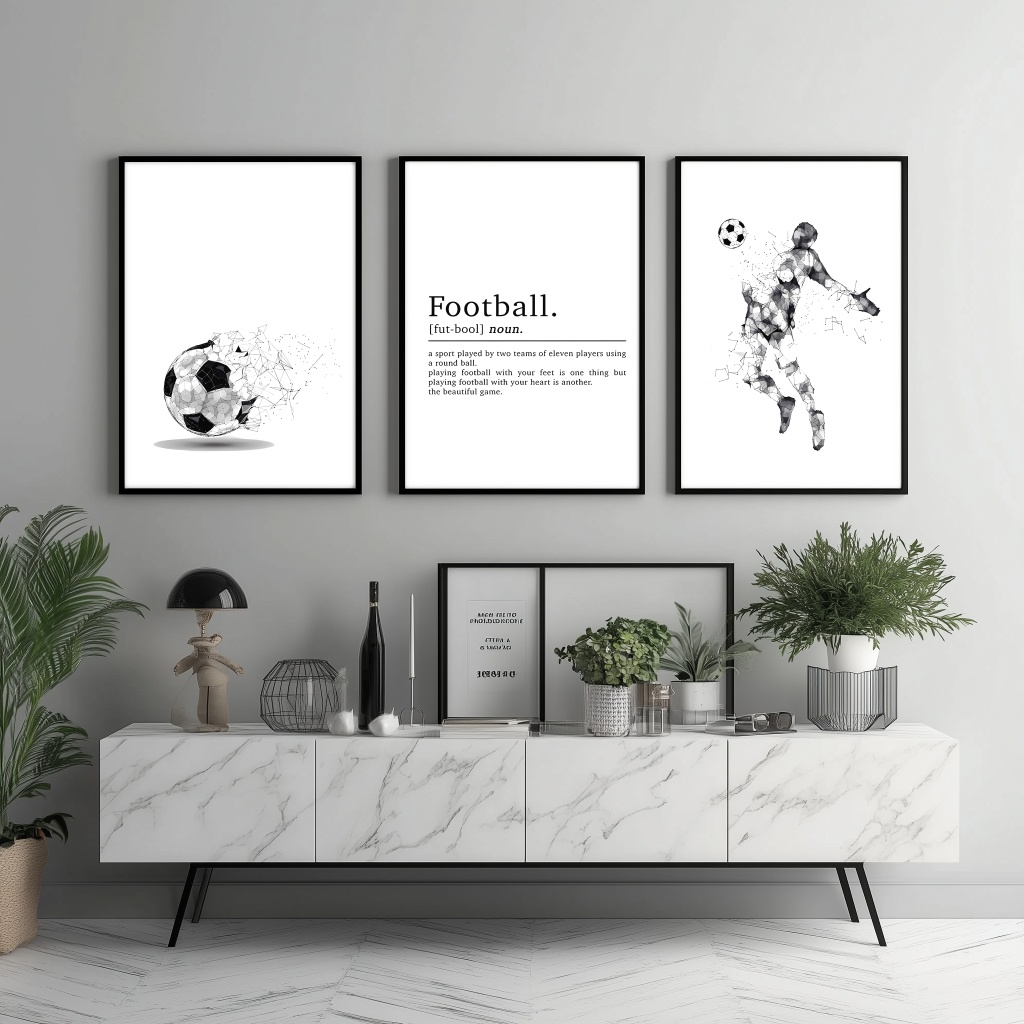 Football.
[fut-bool] noun.
a sport played by two teams of eleven players using
a round ball.
playing football with your feet is one thing but
playing football with your heart is another.
the beautiful game.